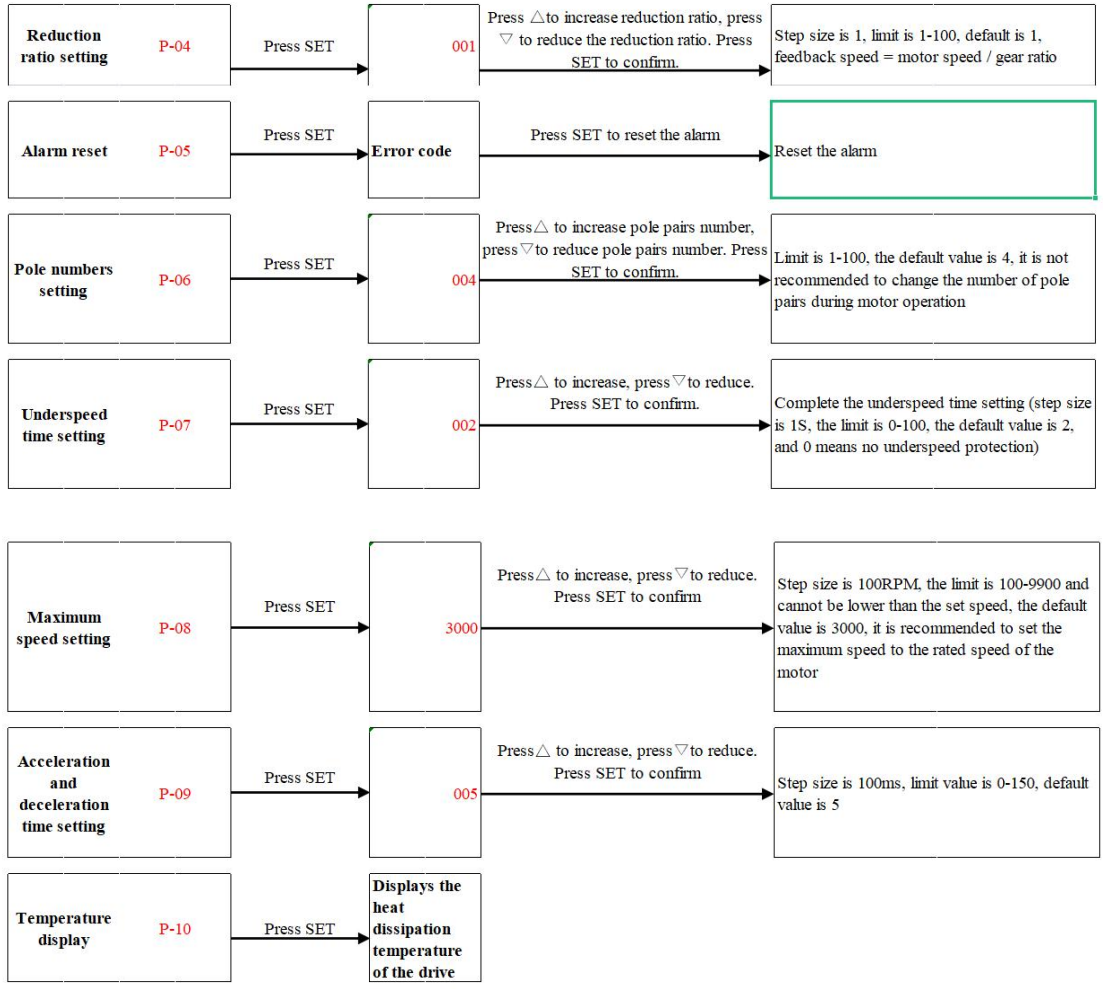 Reduction
ratio setting
P-04
Press SET
001
Press △to increase reduction ratio, press
▽ to reduce the reduction ratio. Press
SET to confirm.
Step size is 1, limit is 1-100, default is 1,
feedback speed = motor speed / gear ratio
Alarm reset
P-05
Press SET
Error code
Press SET to reset the alarm
Reset the alarm
Pole numbers
setting
P-06
Press SET
004
Press△ to increase pole pairs number,
press▽to reduce pole pairs number. Press
SET to confirm.
Limit is 1-100, the default value is 4, it is not
recommended to change the number of pole
pairs during motor operation
Underspeed
time setting
P-07
Press SET
002
Press△ to increase, press▽to reduce.
Press SET to confirm.
Complete the underspeed time setting (step size
is 1S, the limit is 0-100, the default value is 2,
and 0 means no underspeed protection)
Maximum
speed setting
P-08
Press SET
3000
Press△ to increase, press▽to reduce.
Press SET to confirm
Step size is 100RPM, the limit is 100-9900 and
cannot be lower than the set speed, the default
value is 3000, it is recommended to set the
maximum speed to the rated speed of the
motor
Acceleration
and
deceleration
time setting
P-09
Press SET
005
Press△ to increase, press▽to reduce.
Press SET to confirm
Step size is 100ms, limit value is 0-150, default
value is 5
Temperature
display
P-10
Press SET
Displays the
heat
dissipation
temperature
of the drive